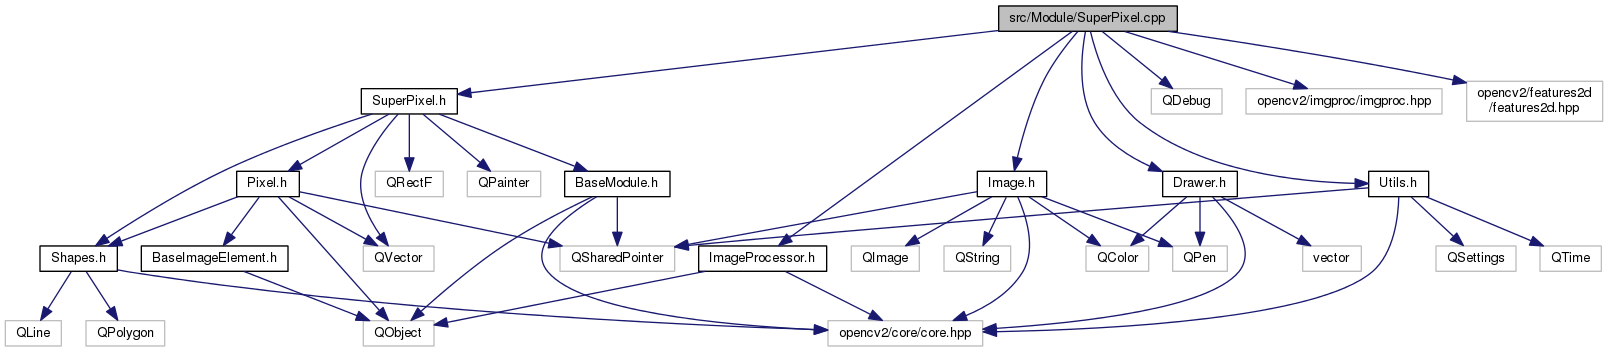 src/Module/SuperPixel.cpp
SuperPixel.h
QDebug
opencv2/imgproc/imgproc.hpp
opencv2/features2d
/features2d.hpp
Pixel.h
QRectF
QPainter
BaseModule.h
Image.h
Drawer.h
Utils.h
Shapes.h
BaseImageElement.h
QVector
QSharedPointer
ImageProcessor.h
QImage
QString
QColor
QPen
vector
QSettings
QTime
QLine
QPolygon
QObject
opencv2/core/core.hpp